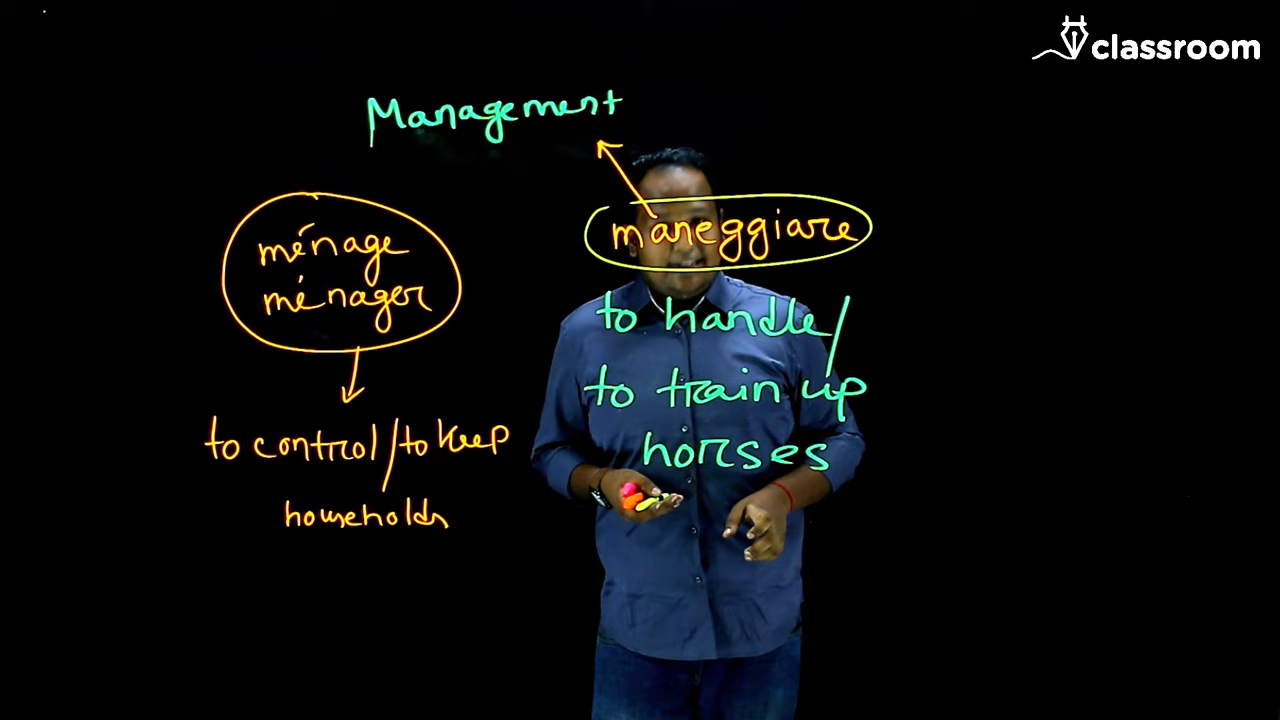 classroom
Management
ménage
ménager
to control/to keep
households
maneggiare
to handle/
to train up
horses